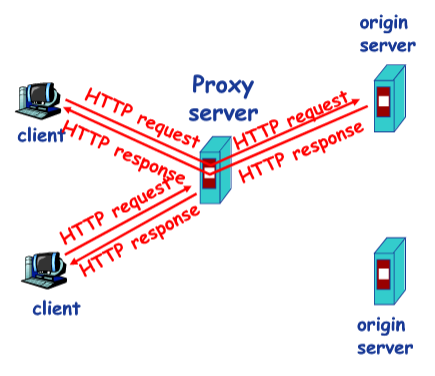 origin
server
Proxy
server
HTTP request
HTTP request
client
HTTP response
HTTP response
HTTP request
HTTP response
client
origin
server